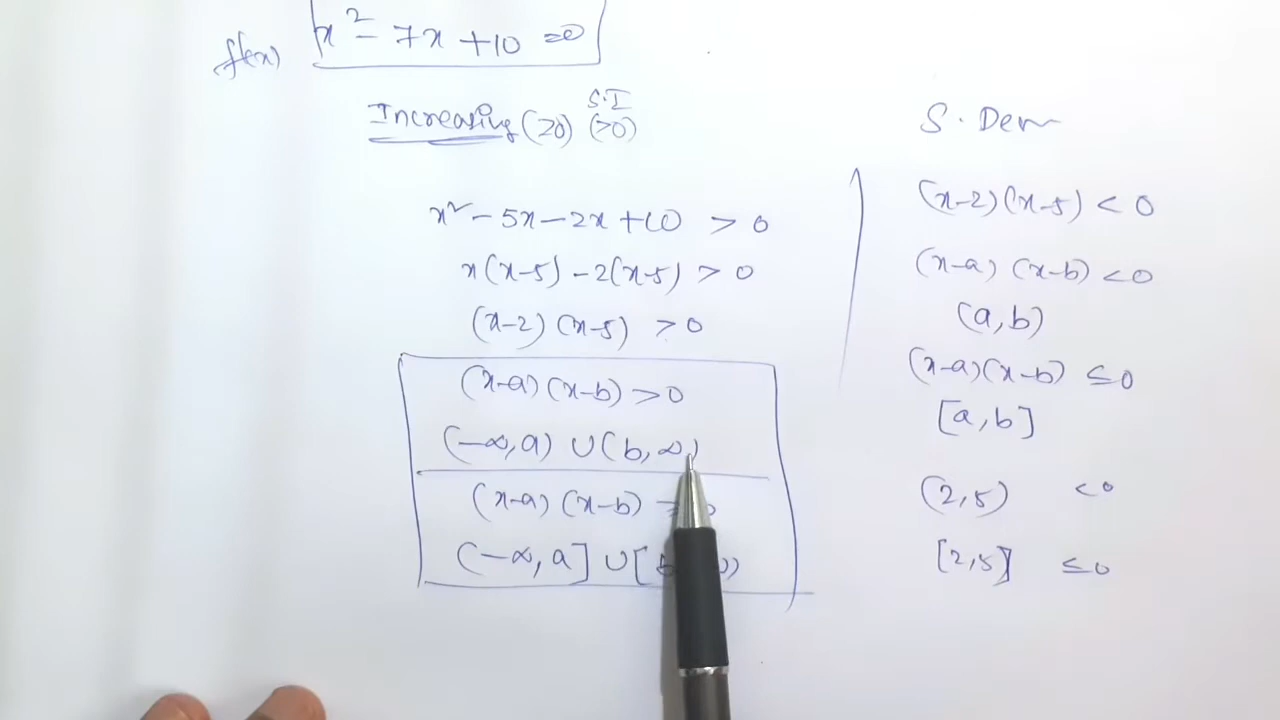 f(x) x² - 7x + 10 = 0
S.I
Increasing (≥0) (>0)
x² - 5x - 2x + 10 > 0
x(x-5) - 2(x-5) > 0
(x-2) (x-5) > 0
(x-a) (x-b) > 0
(-∞, a) ∪ (b, ∞)
(x-a) (x-b)
(-∞, a] ∪ [
S. Decr
(x-2) (x-5) < 0
(x-a) (x-b) < 0
(a, b)
(x-a)(x-b) ≤ 0
[a, b]
(2, 5) < 0
[2, 5] ≤ 0